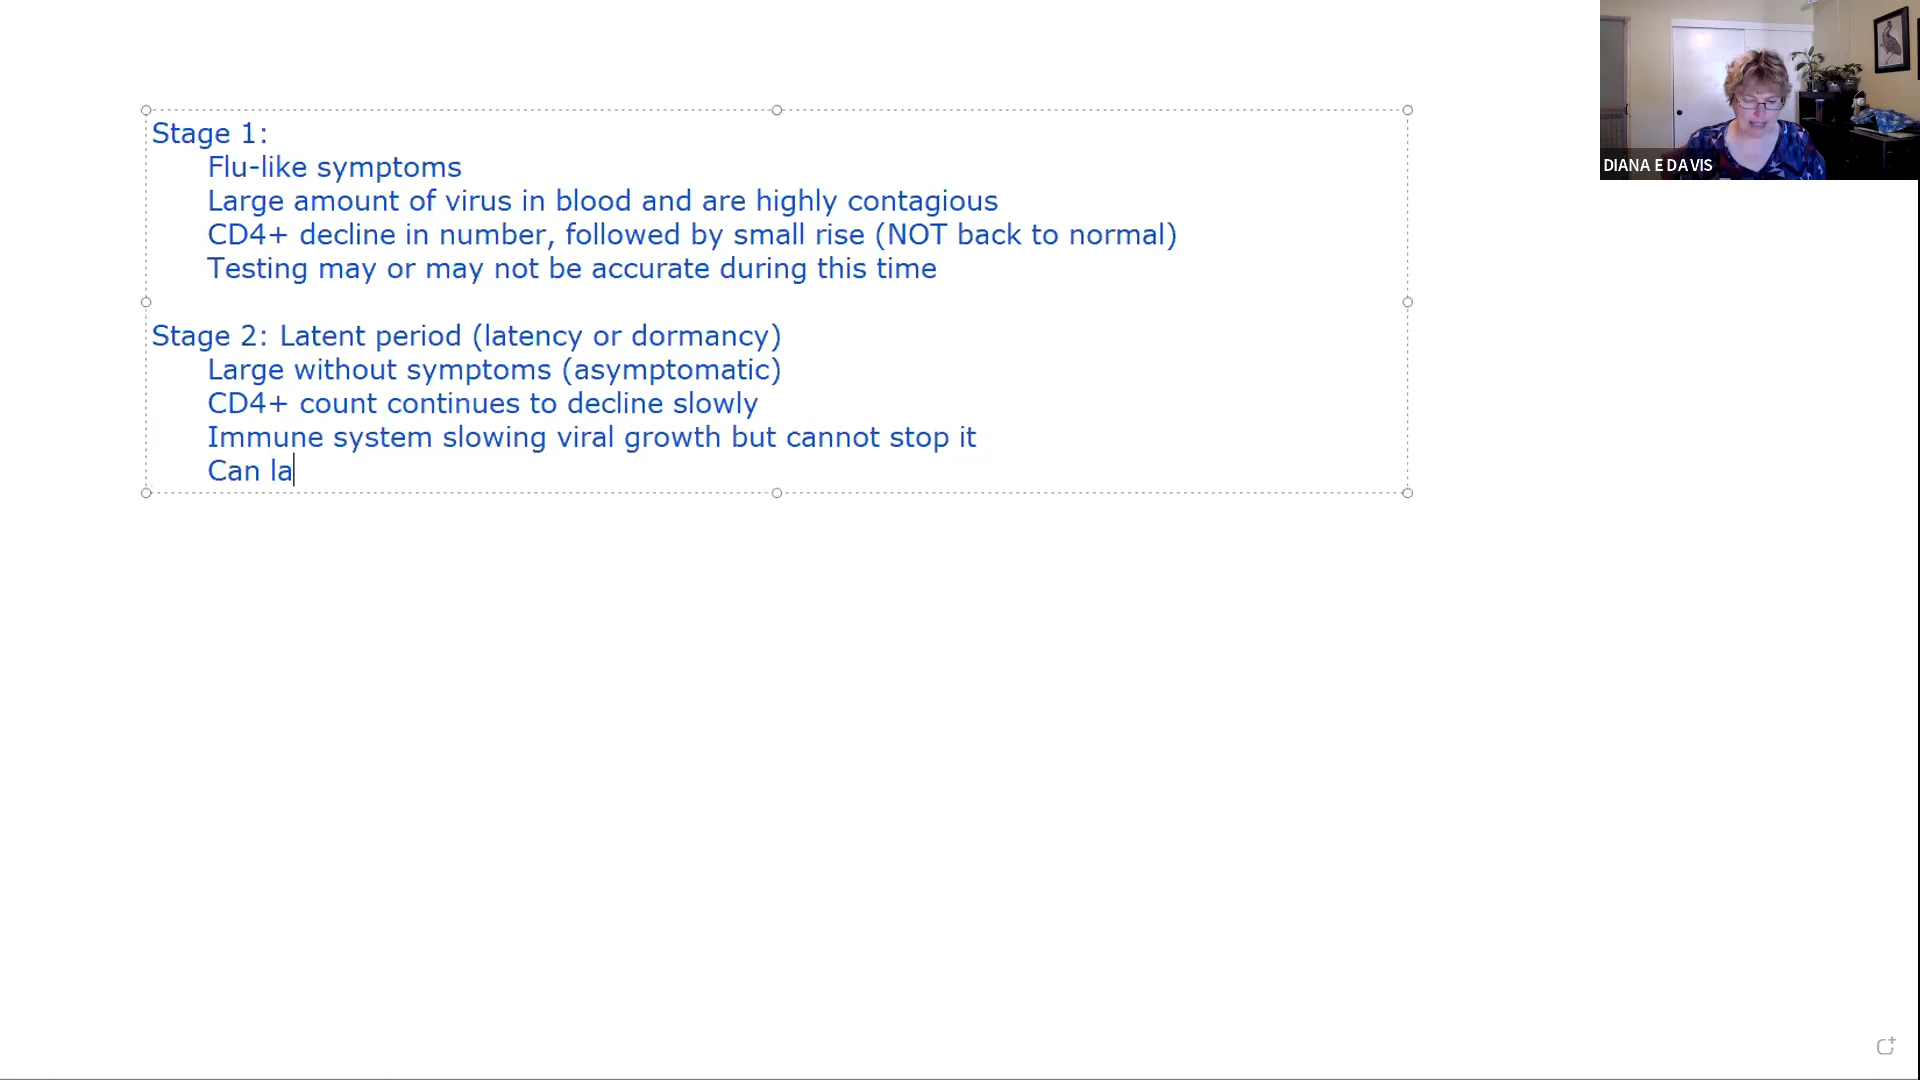 Stage 1:
Flu-like symptoms
Large amount of virus in blood and are highly contagious
CD4+ decline in number, followed by small rise (NOT back to normal)
Testing may or may not be accurate during this time
Stage 2: Latent period (latency or dormancy)
Large without symptoms (asymptomatic)
CD4+ count continues to decline slowly
Immune system slowing viral growth but cannot stop it
Can la
DIANA E DAVIS